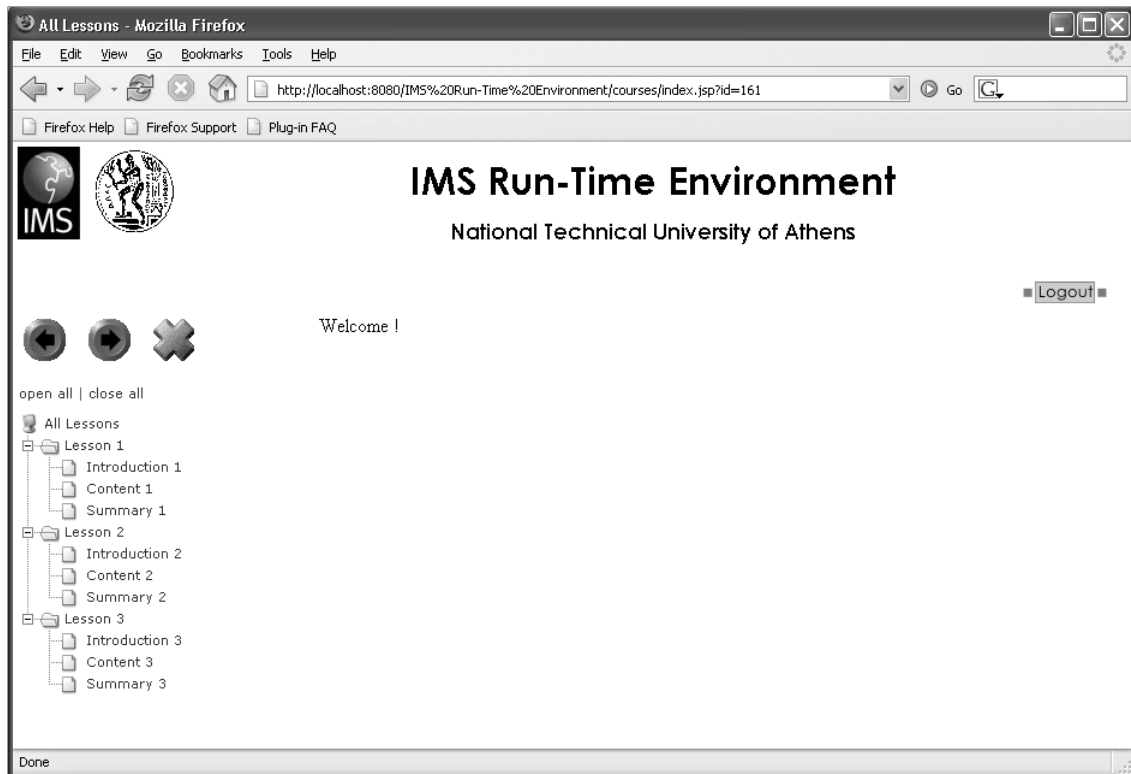 All Lessons - Mozilla Firefox
File Edit View Go Bookmarks Tools Help
http://localhost:8080/IMS%20Run-Time%20Environment/courses/index.jsp?id=161 Go G
Firefox Help Firefox Support Plug-in FAQ
IMS
IMS Run-Time Environment
National Technical University of Athens
Logout
Welcome !
open all | close all
All Lessons
Lesson 1
Introduction 1
Content 1
Summary 1
Lesson 2
Introduction 2
Content 2
Summary 2
Lesson 3
Introduction 3
Content 3
Summary 3
Done